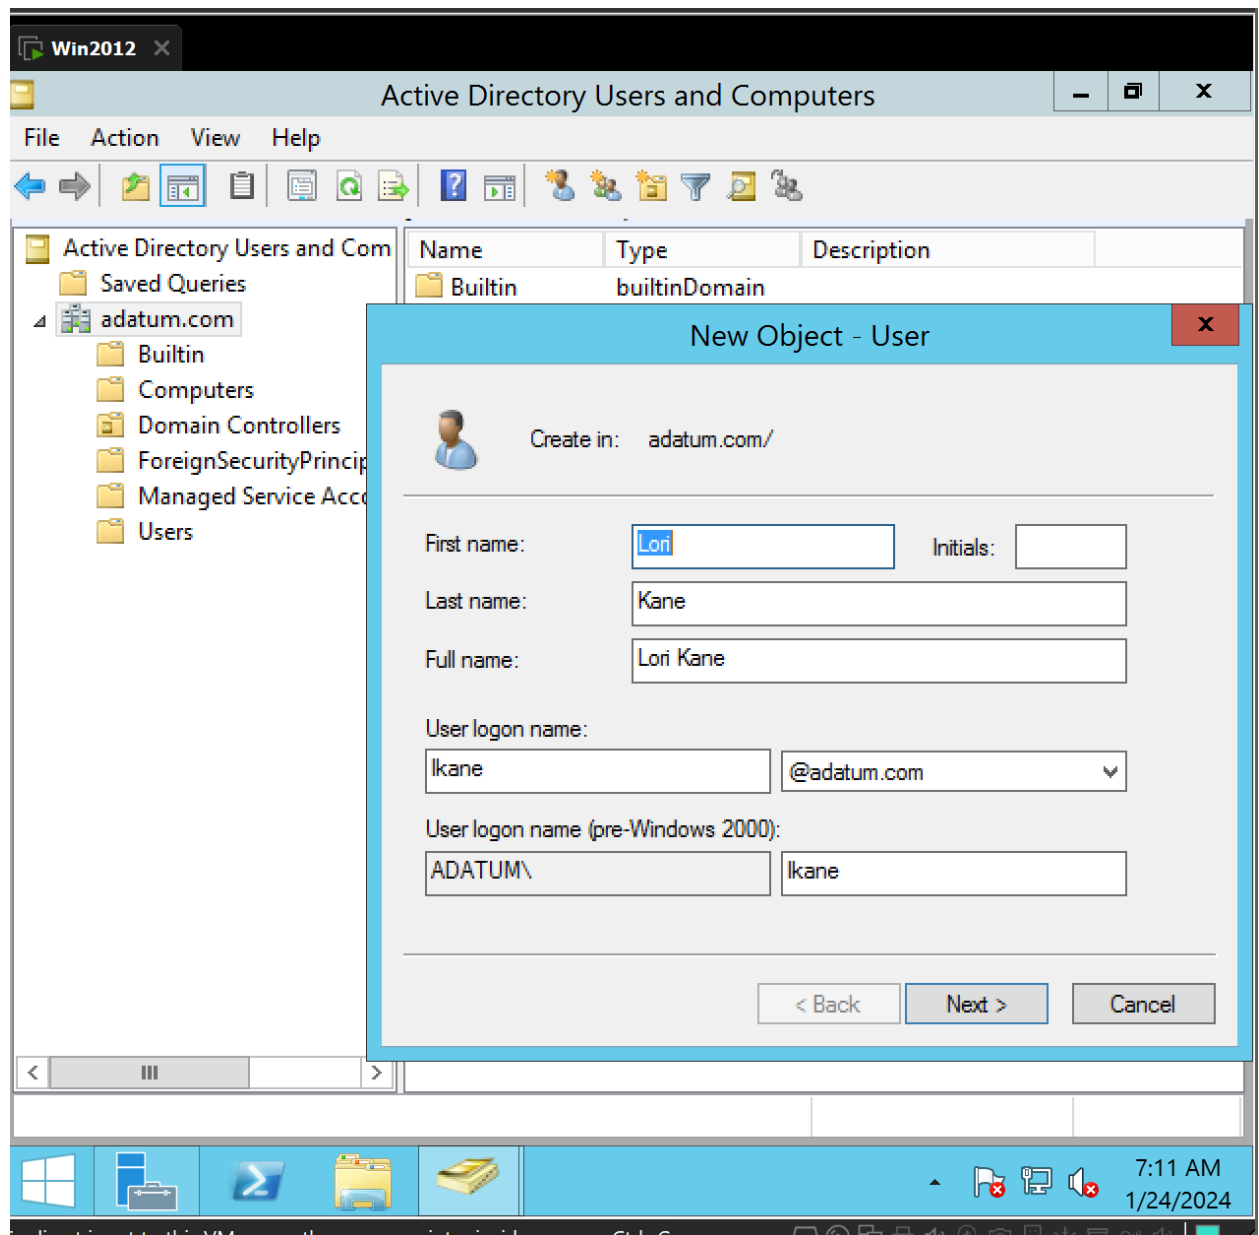 Win2012
Active Directory Users and Computers
File Action View Help
Active Directory Users and Com
Saved Queries
adatum.com
Builtin
Computers
Domain Controllers
ForeignSecurityPrincip
Managed Service Acco
Users
Name Type Description
Builtin builtinDomain
New Object - User
Create in: adatum.com/
First name: Lori Initials:
Last name: Kane
Full name: Lori Kane
User logon name:
lkane @adatum.com
User logon name (pre-Windows 2000):
ADATUM\ lkane
< Back Next > Cancel
7:11 AM
1/24/2024